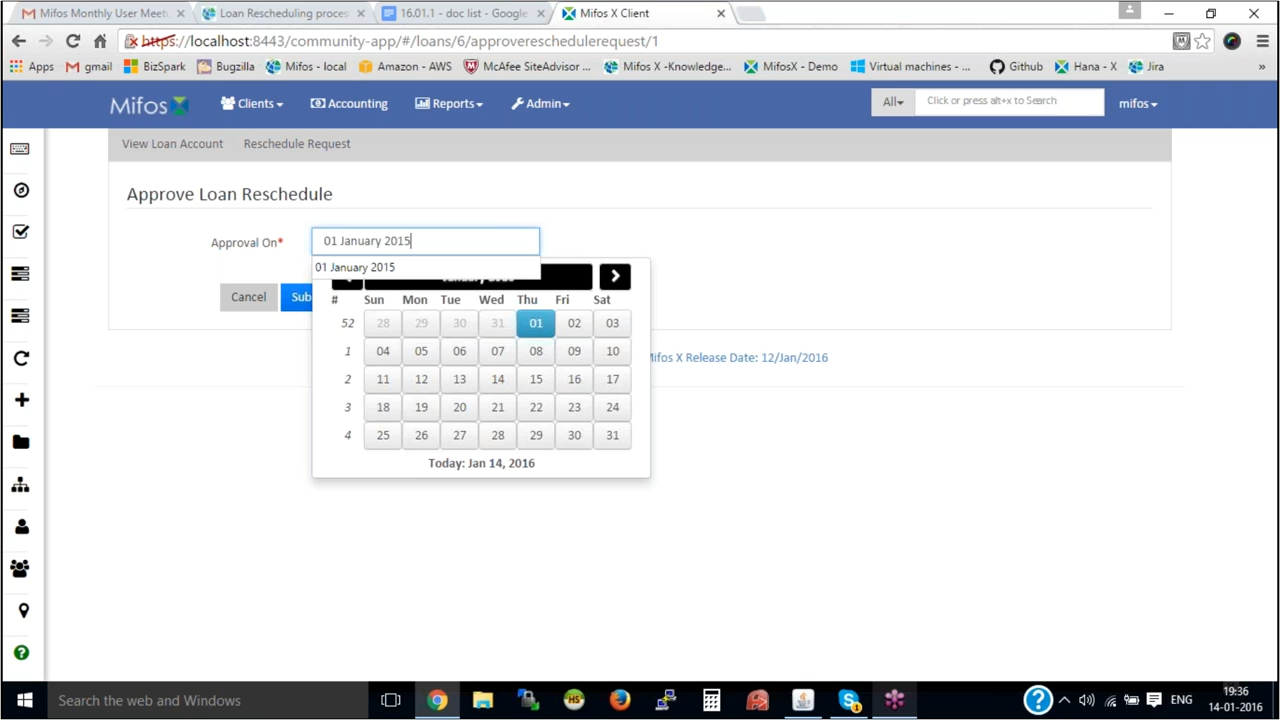 Mifos Monthly User Meet
Loan Rescheduling proces
16.01.1 - doc list - Google
Mifos X Client
https://localhost:8443/community-app/#/loans/6/approvereschedulerequest/1
Apps
gmail
BizSpark
Bugzilla
Mifos - local
Amazon - AWS
McAfee SiteAdvisor ...
Mifos X -Knowledge...
MifosX - Demo
Virtual machines - ...
Github
Hana - X
Jira
»
Mifos
Clients
Accounting
Reports
Admin
All
Click or press alt+x to Search
mifos
View Loan Account
Reschedule Request
Approve Loan Reschedule
Approval On*
01 January 2015
01 January 2015
Cancel
Sub
# Sun Mon Tue Wed Thu Fri Sat
52 28 29 30 31 01 02 03
1 04 05 06 07 08 09 10
2 11 12 13 14 15 16 17
3 18 19 20 21 22 23 24
4 25 26 27 28 29 30 31
Today: Jan 14, 2016
Mifos X Release Date: 12/Jan/2016
Search the web and Windows
HS
ENG
19:36
14-01-2016